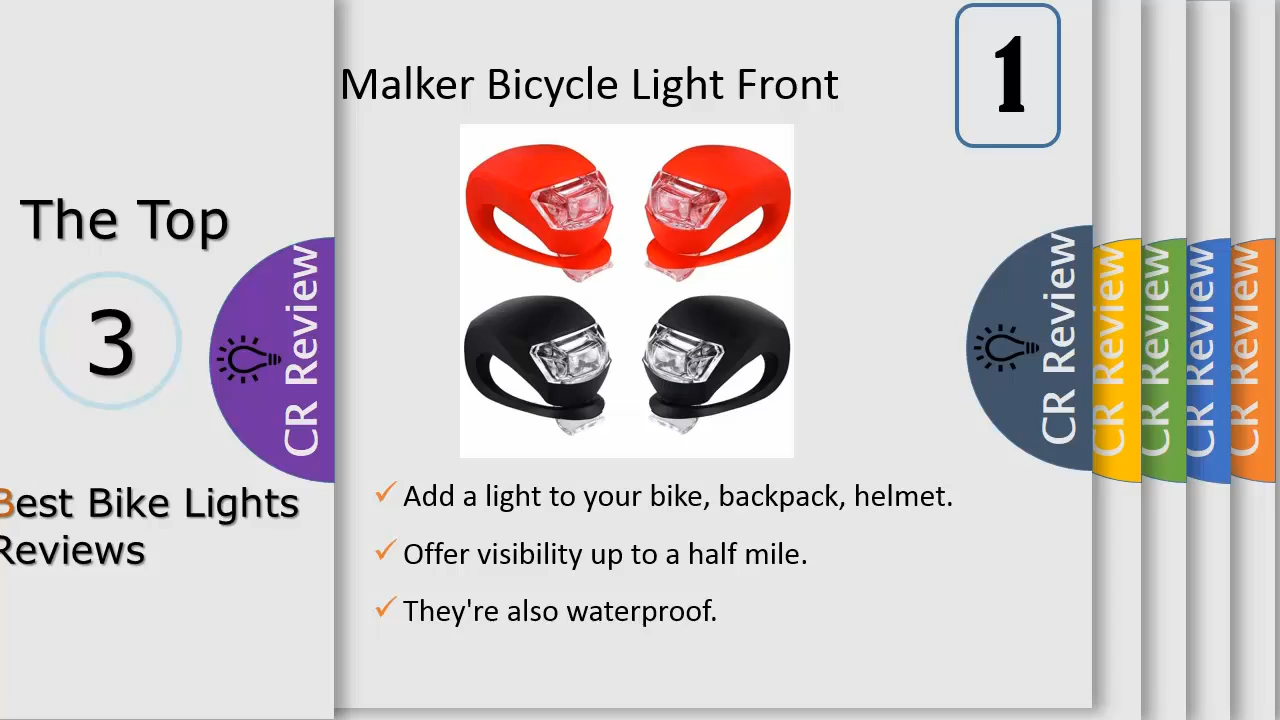 The Top
3
Best Bike Lights
Reviews
CR Review
Malker Bicycle Light Front
1
Add a light to your bike, backpack, helmet.
Offer visibility up to a half mile.
They're also waterproof.
CR Review
CR Review
CR Review
CR Review
CR Review